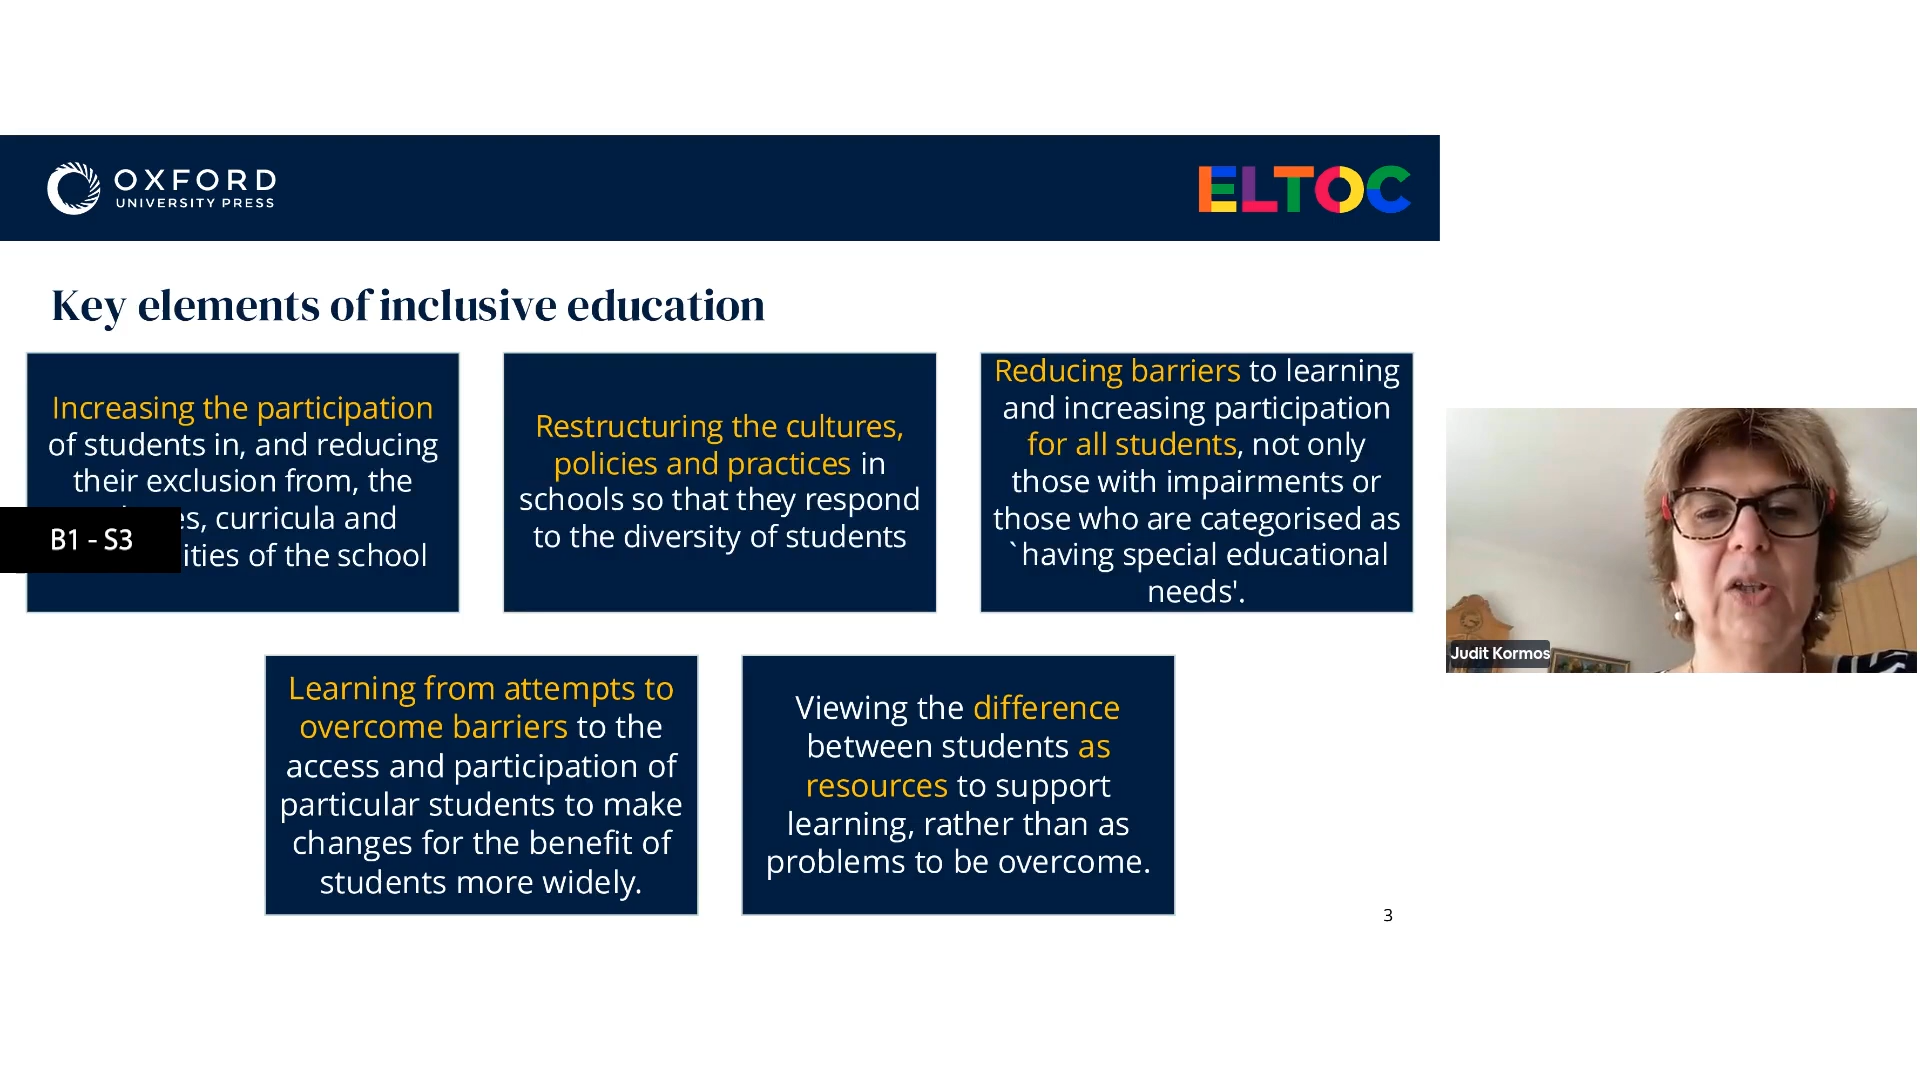 OXFORD
UNIVERSITY PRESS
ELTOC
Key elements of inclusive education
Increasing the participation
of students in, and reducing
their exclusion from, the
curricula and
of the school
B1 - S3
Restructuring the cultures,
policies and practices in
schools so that they respond
to the diversity of students
Reducing barriers to learning
and increasing participation
for all students, not only
those with impairments or
those who are categorised as
`having special educational
needs'.
Learning from attempts to
overcome barriers to the
access and participation of
particular students to make
changes for the benefit of
students more widely.
Viewing the difference
between students as
resources to support
learning, rather than as
problems to be overcome.
3
Judit Kormos